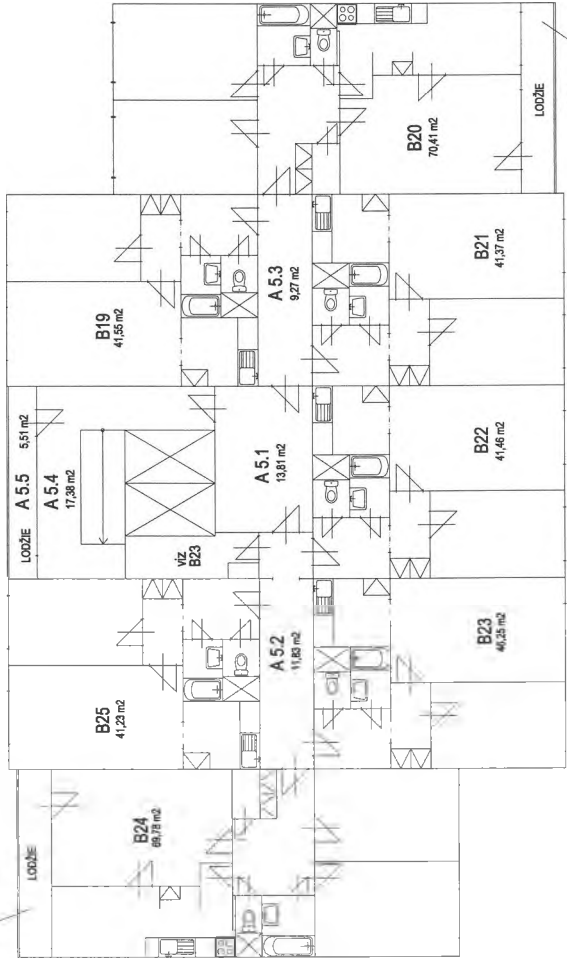 LODŽIE
B20
70,41 m2
B21
41,37 m2
A 5.3
9,27 m2
B19
41,55 m2
B22
41,46 m2
A 5.1
13,81 m2
LODŽIE
A 5.5
5,51 m2
A 5.4
17,38 m2
viz
B23
A 5.2
11,83 m2
B23
46,25 m2
B25
41,23 m2
B24
69,78 m2
LODŽIE